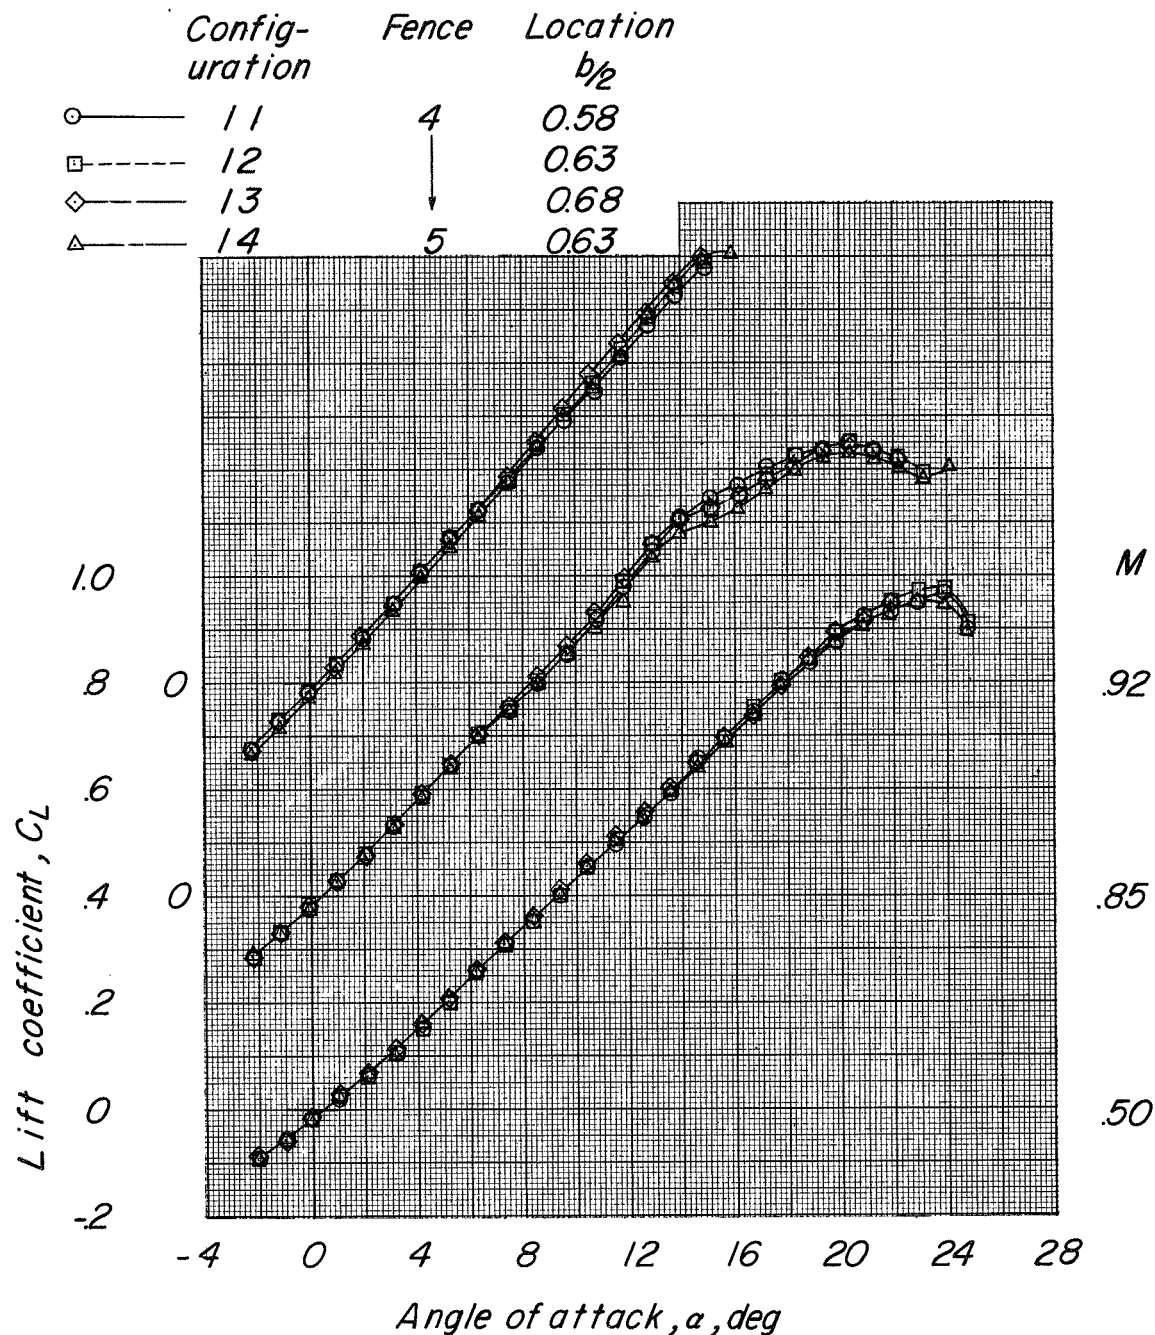 Config- Fence Location
uration b/2
11 4 0.58
12 0.63
13 0.68
14 5 0.63
1.0 M
.8 0 .92
.6
.4 0 .85
.2
0 .50
-.2
-4 0 4 8 12 16 20 24 28
Angle of attack, α, deg
Lift coefficient, CL